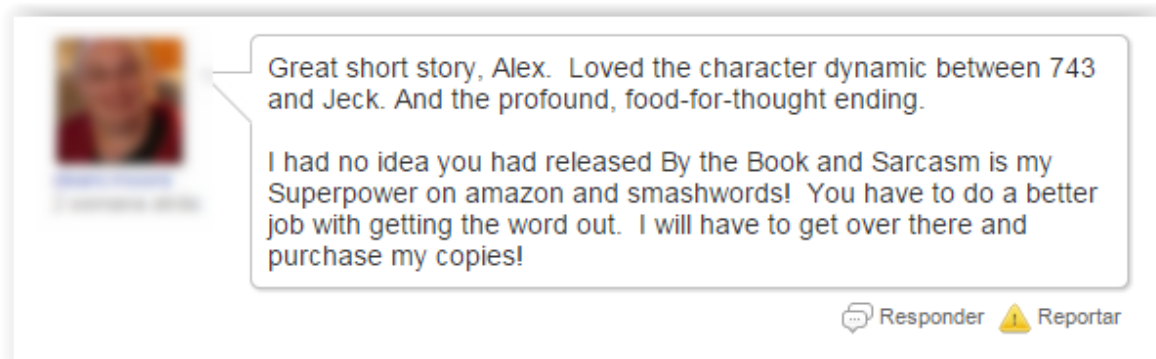 Great short story, Alex.  Loved the character dynamic between 743
and Jeck. And the profound, food-for-thought ending.
I had no idea you had released By the Book and Sarcasm is my
Superpower on amazon and smashwords!  You have to do a better
job with getting the word out.  I will have to get over there and
purchase my copies!
Responder Reportar